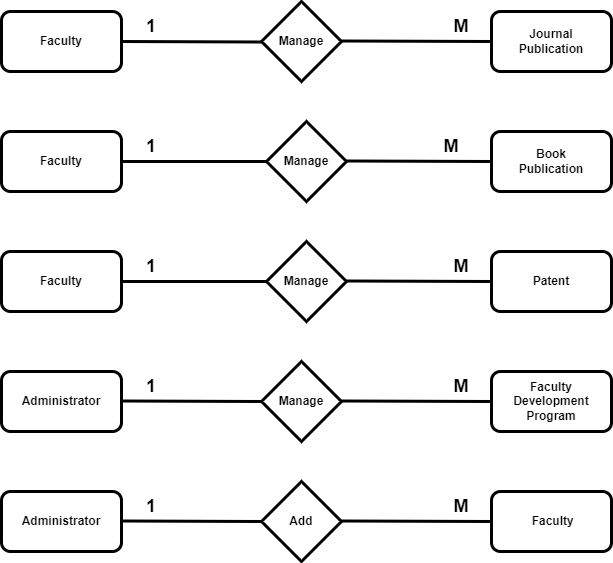 1 M
Faculty Manage Journal
Publication
1 M
Faculty Manage Book
Publication
1 M
Faculty Manage Patent
1 M
Administrator Manage Faculty
Development
Program
1 M
Administrator Add Faculty